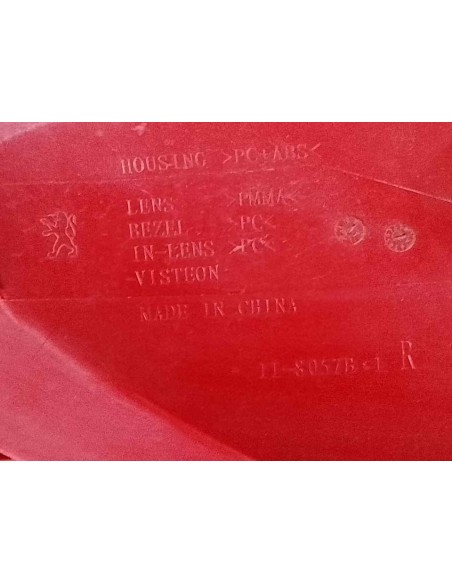 HOUSING >PC+ABS<
LENS >PMMA<
BEZEL >PC<
IN-LENS >PC<
VISTEON
MADE IN CHINA
R